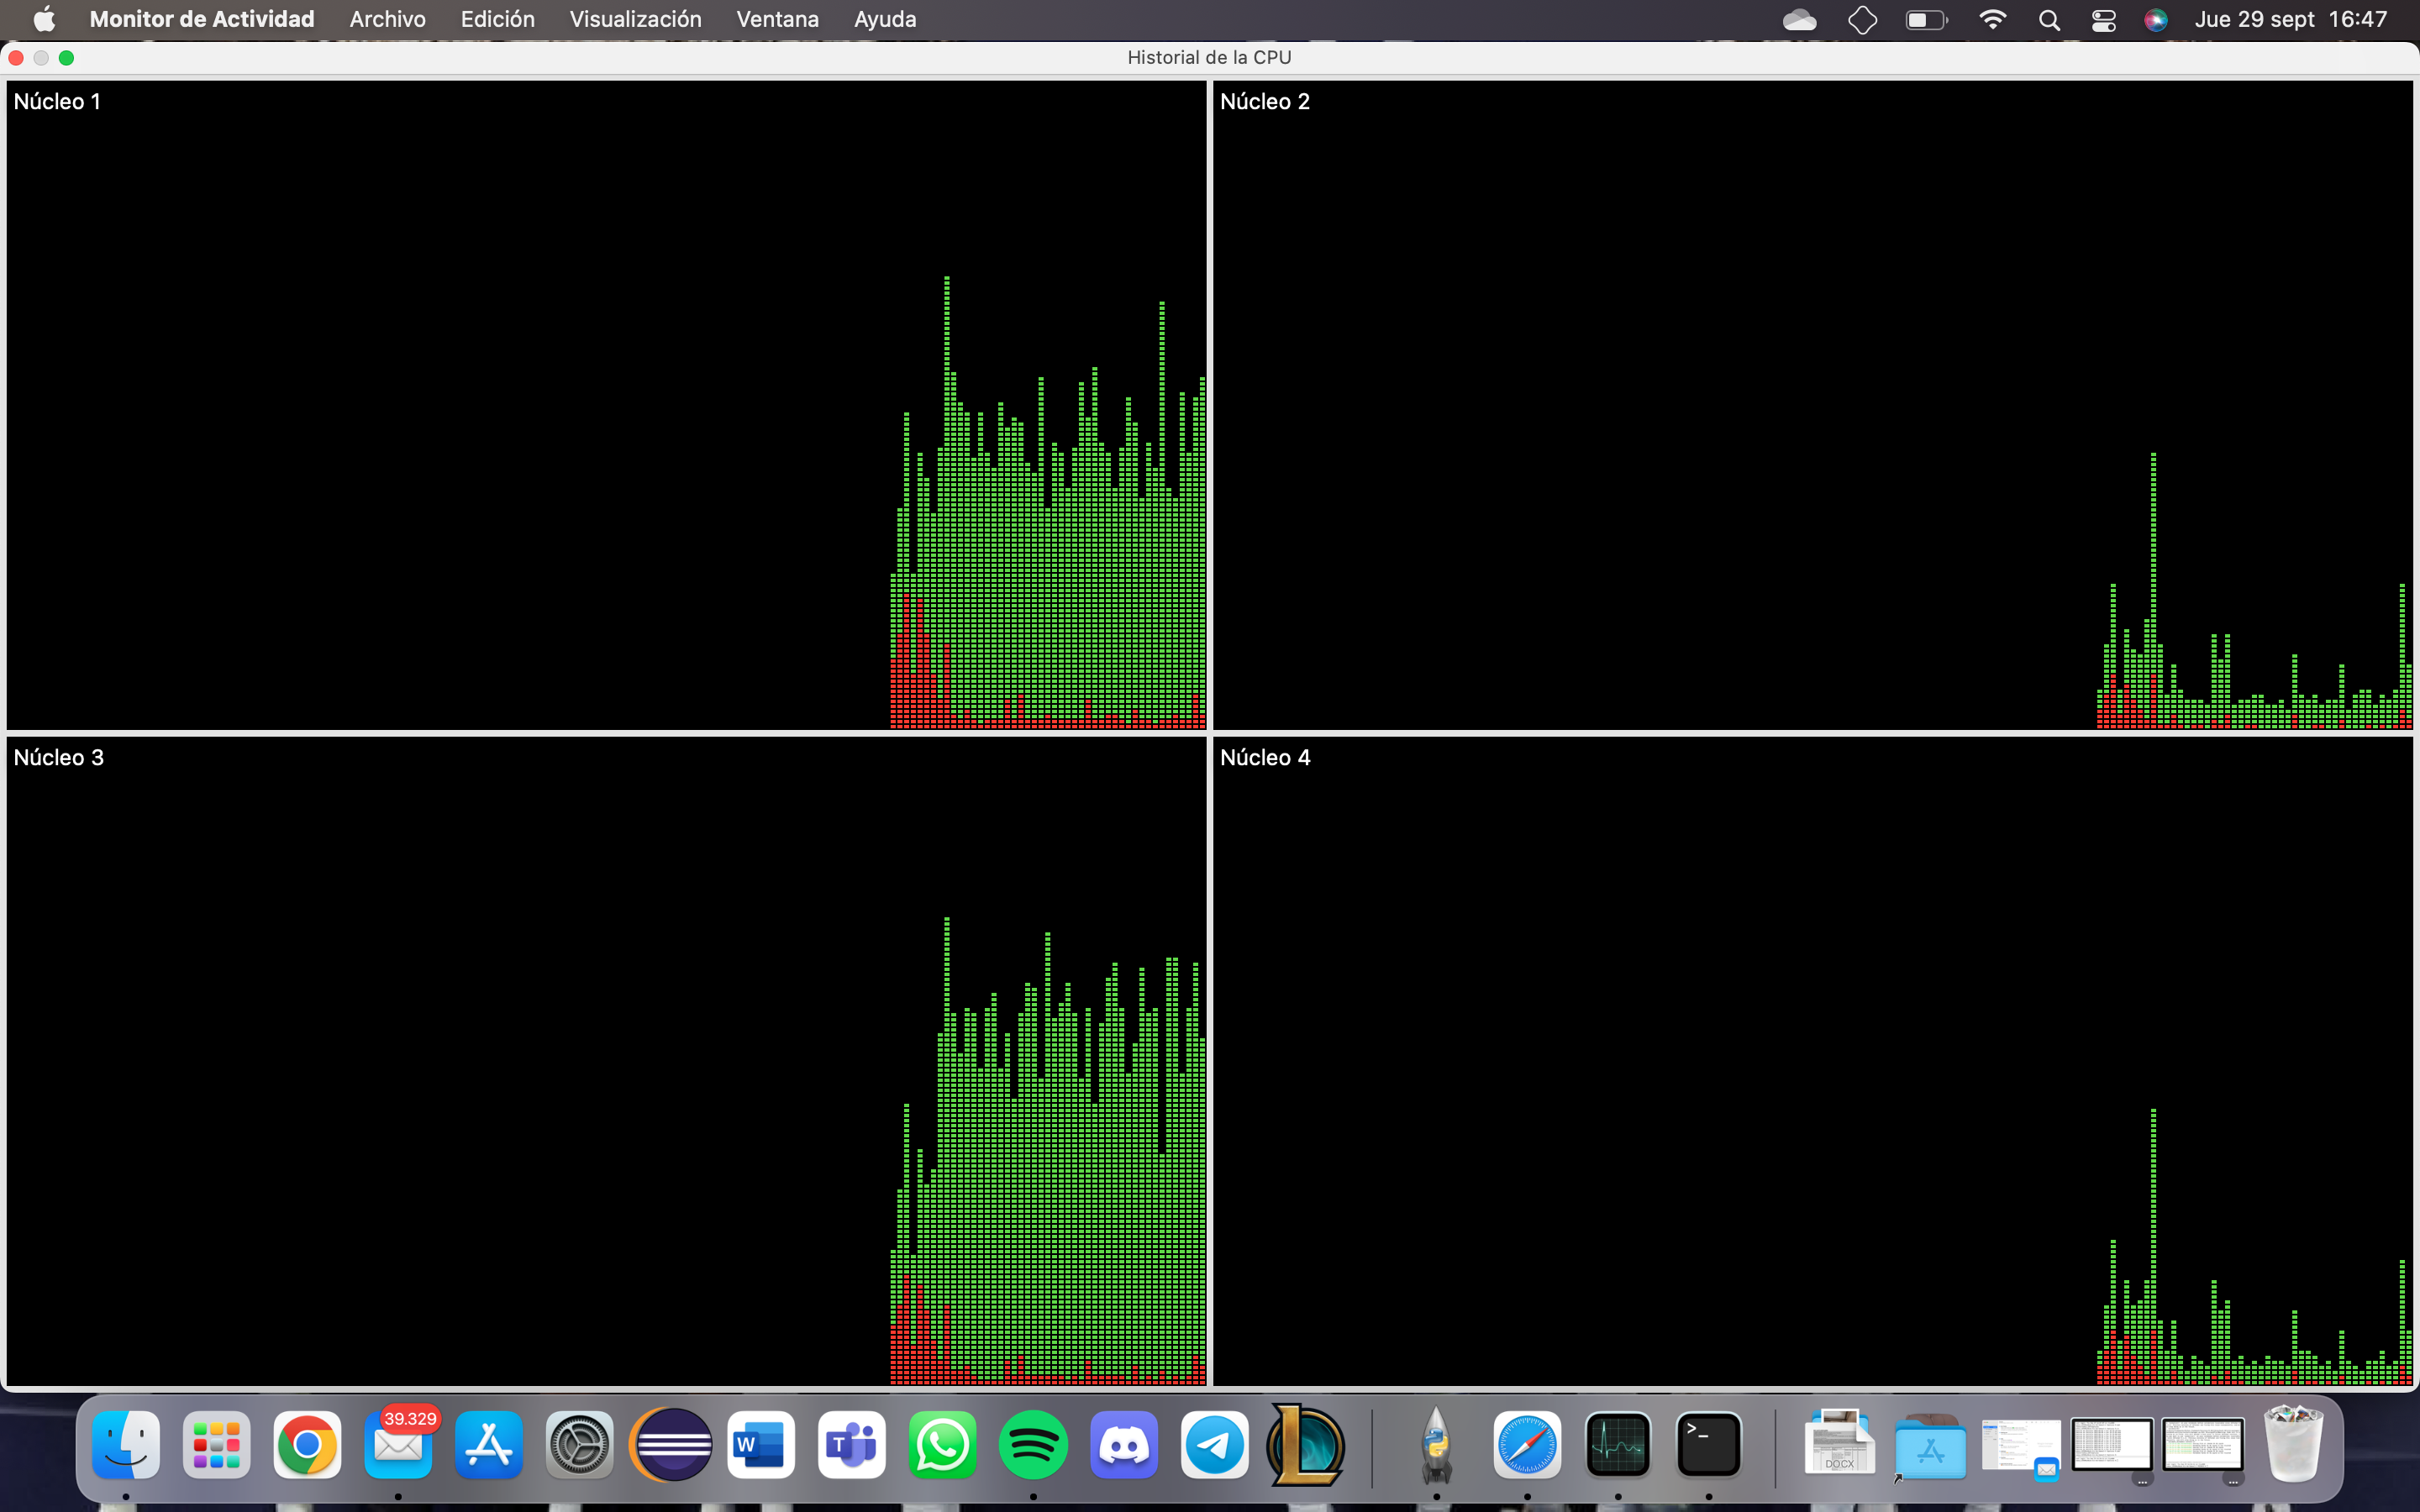 Monitor de Actividad Archivo Edición Visualización Ventana Ayuda Jue 29 sept 16:47
Historial de la CPU
Núcleo 1
Núcleo 2
Núcleo 3
Núcleo 4
39.329
W
T
>_
DOCX